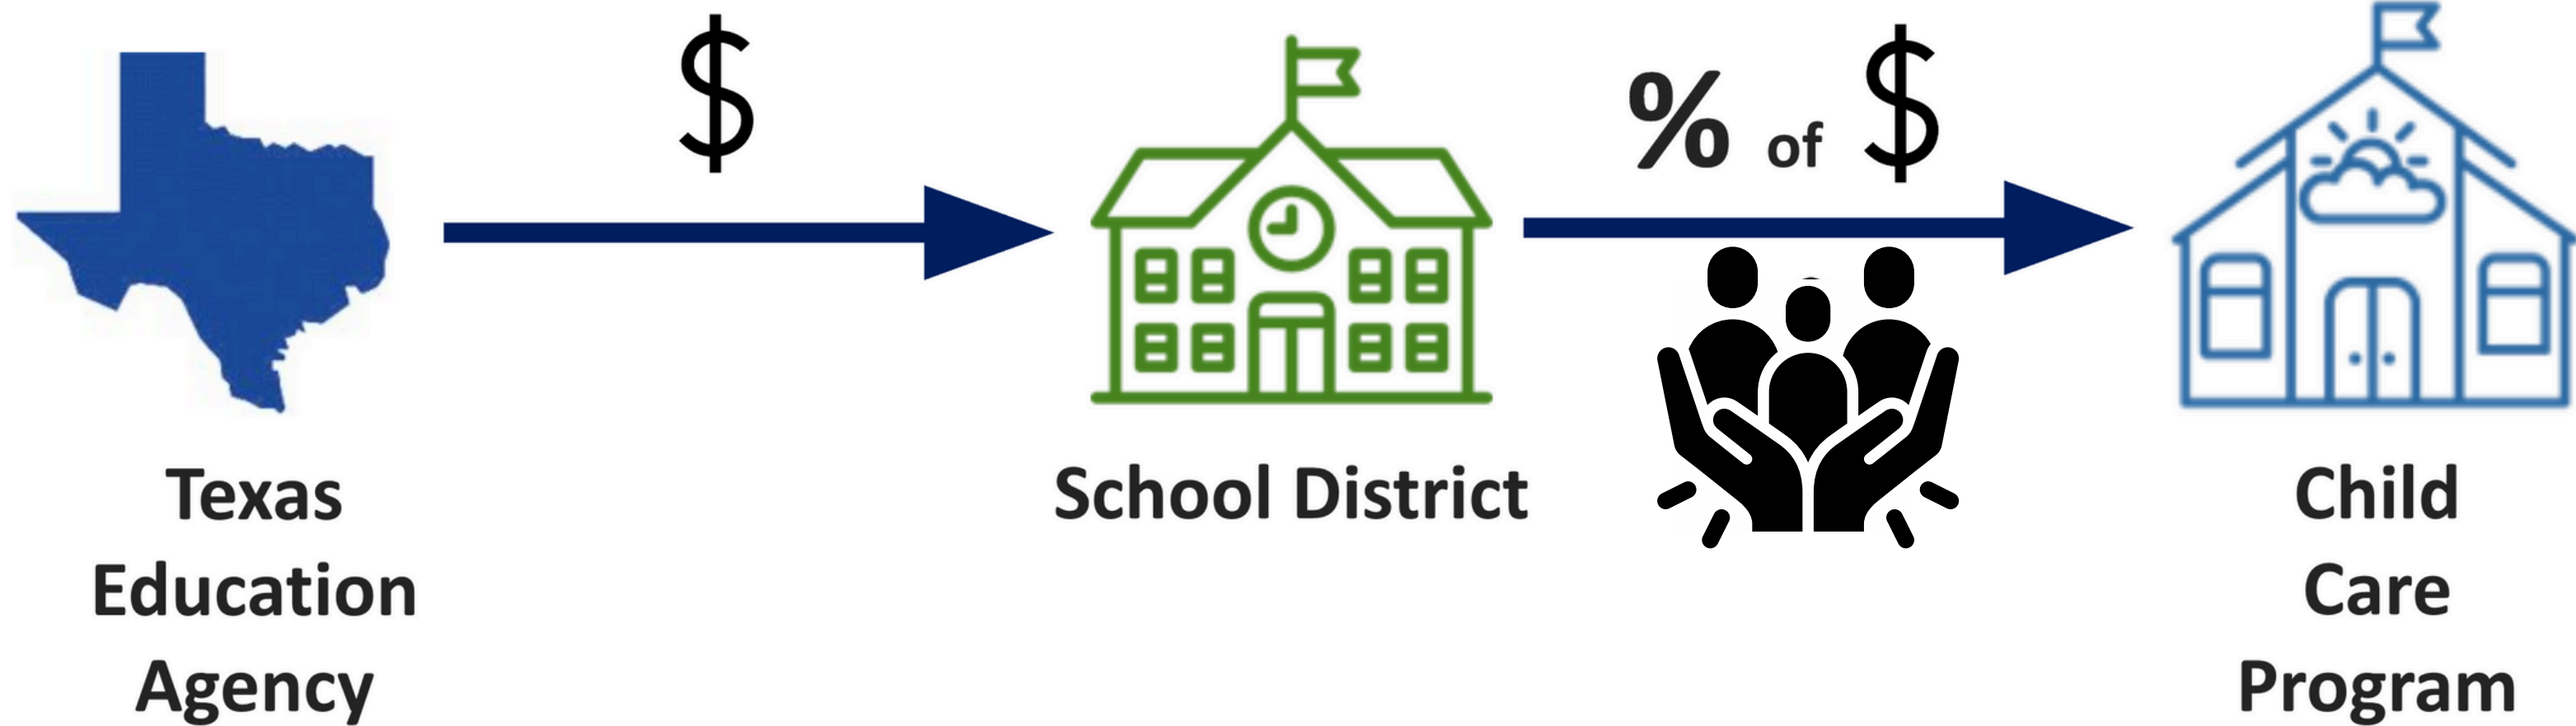 $
% of $
Texas
Education
Agency
School District
Child
Care
Program